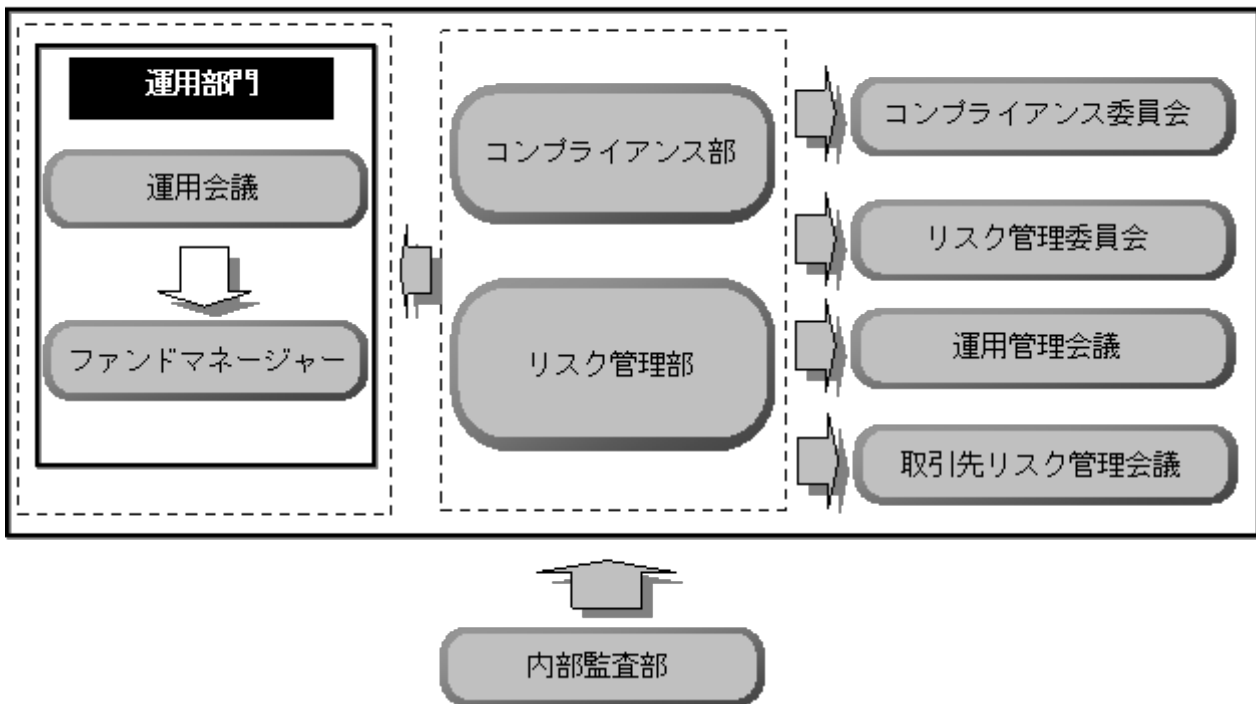 運用部門
運用会議
ファンドマネージャー
コンプライアンス部
リスク管理部
コンプライアンス委員会
リスク管理委員会
運用管理会議
取引先リスク管理会議
内部監査部